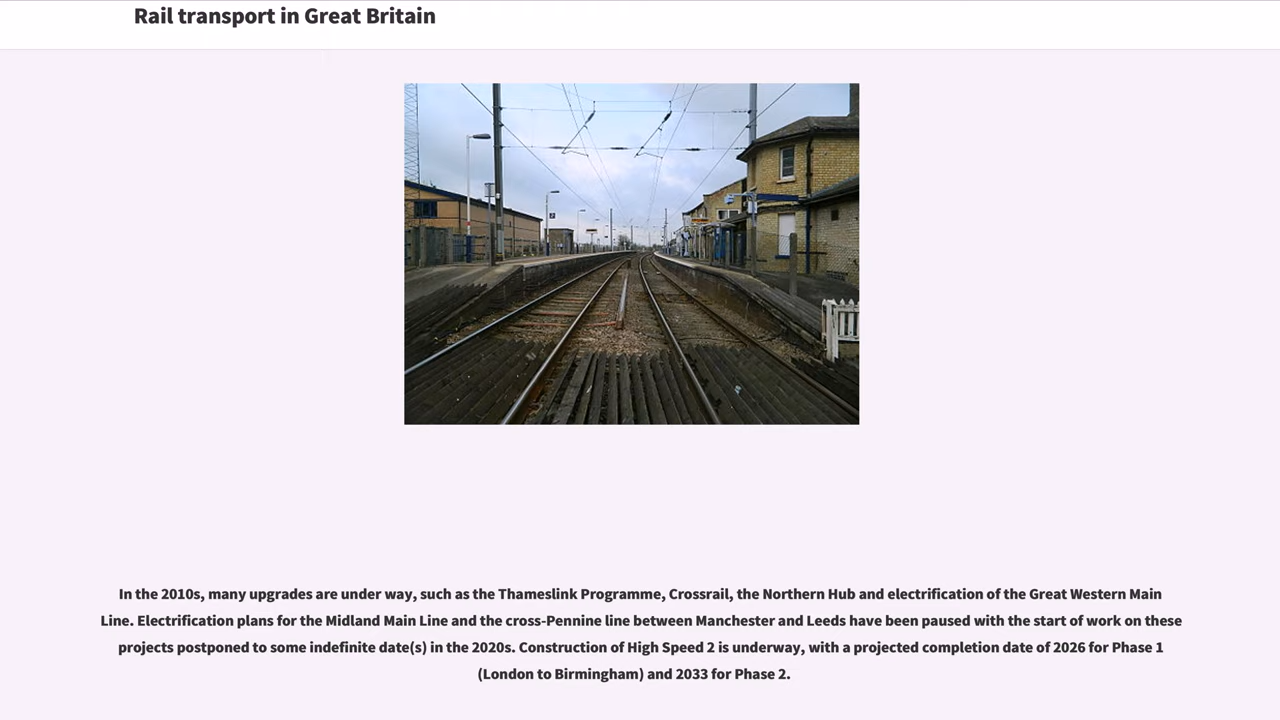 Rail transport in Great Britain
In the 2010s, many upgrades are under way, such as the Thameslink Programme, Crossrail, the Northern Hub and electrification of the Great Western Main
Line. Electrification plans for the Midland Main Line and the cross-Pennine line between Manchester and Leeds have been paused with the start of work on these
projects postponed to some indefinite date(s) in the 2020s. Construction of High Speed 2 is underway, with a projected completion date of 2026 for Phase 1
(London to Birmingham) and 2033 for Phase 2.